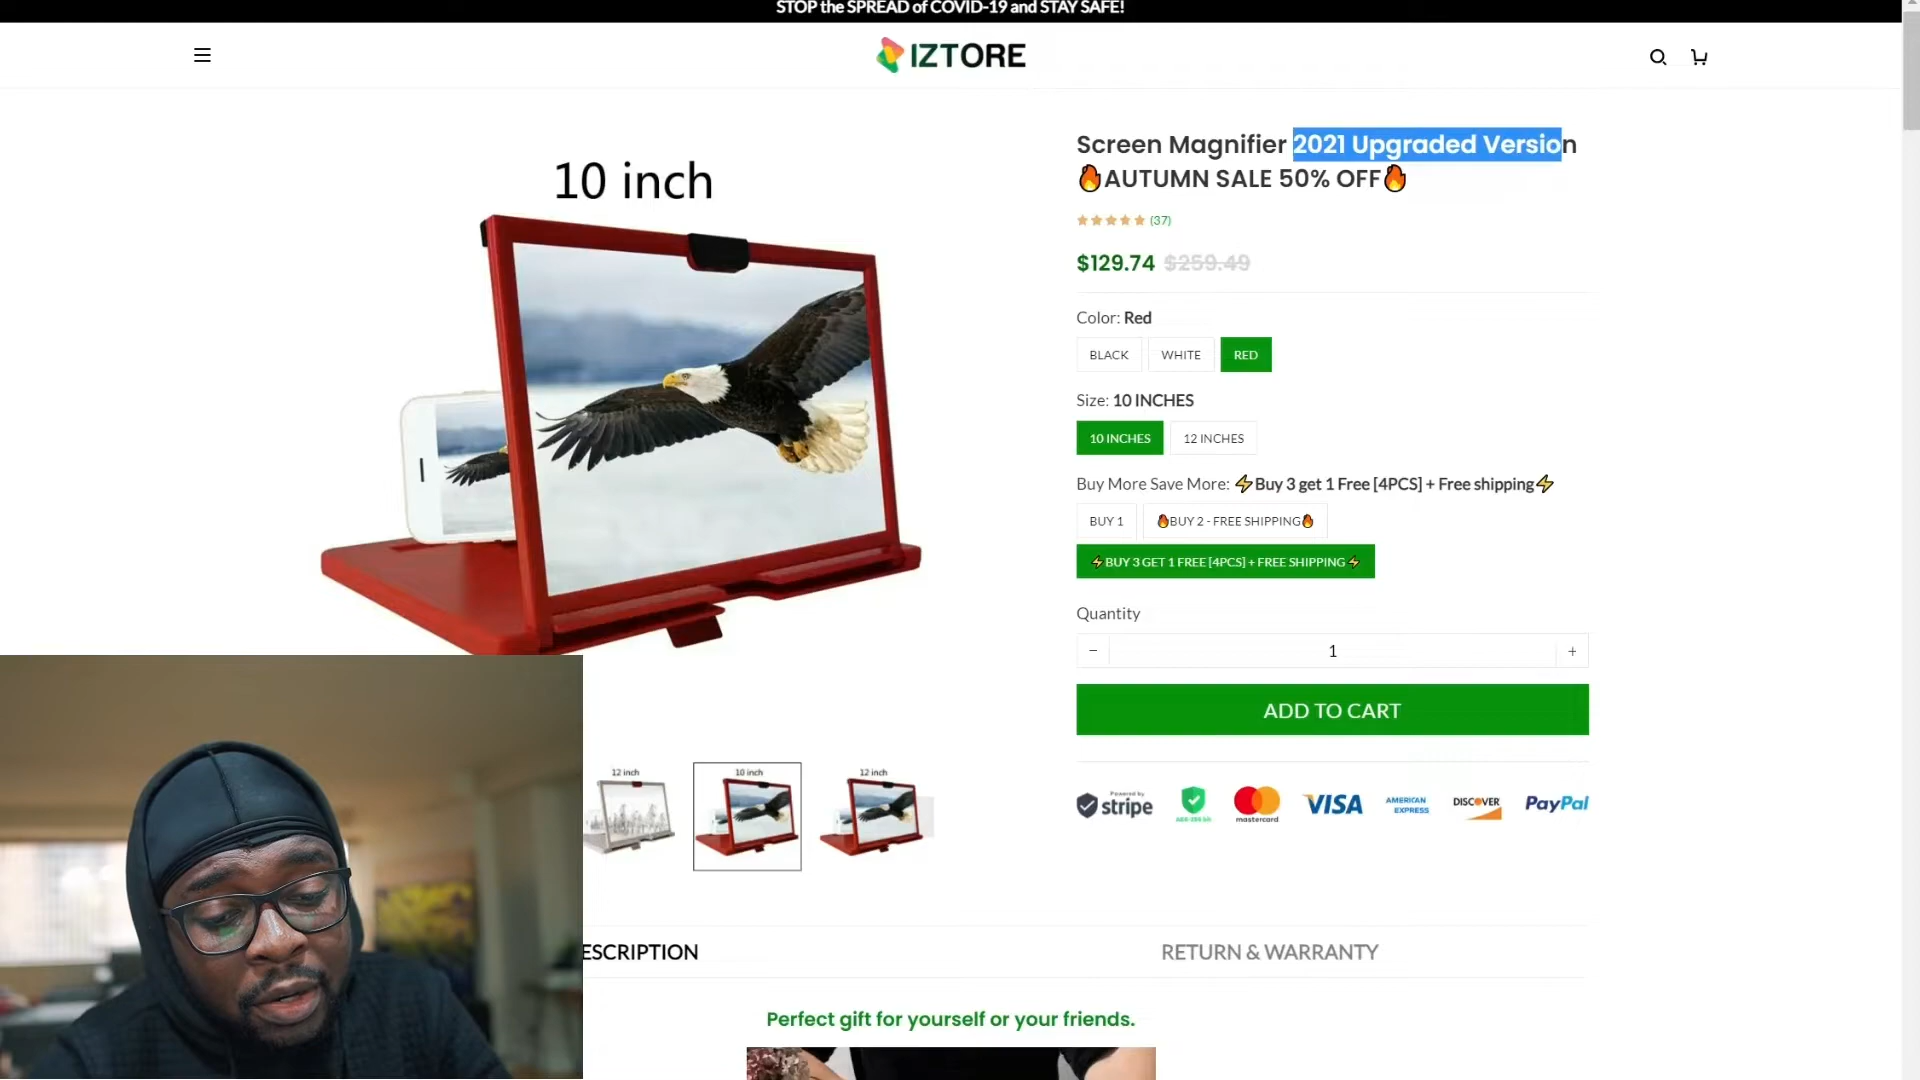 STOP the SPREAD of COVID-19 and STAY SAFE!
IZTORE
10 inch
Screen Magnifier 2021 Upgraded Version
🔥AUTUMN SALE 50% OFF🔥
(37)
$129.74 $259.49
Color: Red
BLACK WHITE RED
Size: 10 INCHES
10 INCHES 12 INCHES
Buy More Save More: ⚡Buy 3 get 1 Free [4PCS] + Free shipping⚡
BUY 1 🔥BUY 2 - FREE SHIPPING🔥
⚡BUY 3 GET 1 FREE [4PCS] + FREE SHIPPING⚡
Quantity
− 1 +
ADD TO CART
12 inch 10 inch 12 inch
Powered by
stripe mastercard VISA AMERICAN EXPRESS DISCOVER PayPal
ESCRIPTION RETURN & WARRANTY
Perfect gift for yourself or your friends.